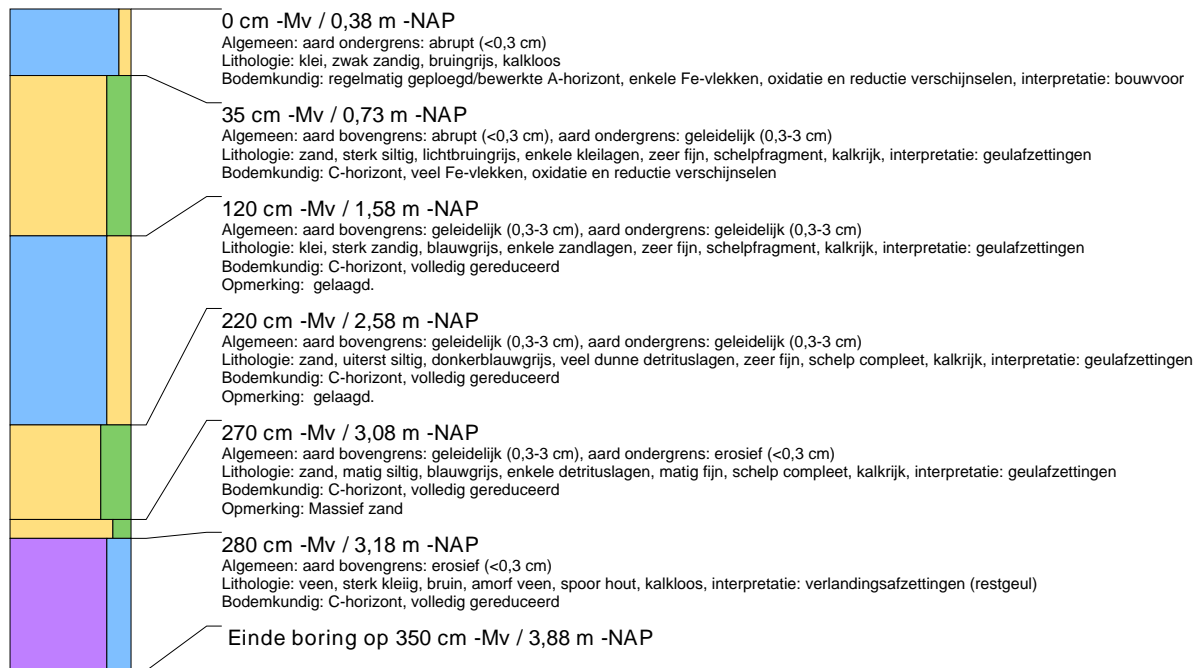 0 cm -Mv / 0,38 m -NAP
Algemeen: aard ondergrens: abrupt (<0,3 cm)
Lithologie: klei, zwak zandig, bruingrijs, kalkloos
Bodemkundig: regelmatig geploegd/bewerkte A-horizont, enkele Fe-vlekken, oxidatie en reductie verschijnselen, interpretatie: bouwvoor
35 cm -Mv / 0,73 m -NAP
Algemeen: aard bovengrens: abrupt (<0,3 cm), aard ondergrens: geleidelijk (0,3-3 cm)
Lithologie: zand, sterk siltig, lichtbruingrijs, enkele kleilagen, zeer fijn, schelpfragment, kalkrijk, interpretatie: geulafzettingen
Bodemkundig: C-horizont, veel Fe-vlekken, oxidatie en reductie verschijnselen
120 cm -Mv / 1,58 m -NAP
Algemeen: aard bovengrens: geleidelijk (0,3-3 cm), aard ondergrens: geleidelijk (0,3-3 cm)
Lithologie: klei, sterk zandig, blauwgrijs, enkele zandlagen, zeer fijn, schelpfragment, kalkrijk, interpretatie: geulafzettingen
Bodemkundig: C-horizont, volledig gereduceerd
Opmerking: gelaagd.
220 cm -Mv / 2,58 m -NAP
Algemeen: aard bovengrens: geleidelijk (0,3-3 cm), aard ondergrens: geleidelijk (0,3-3 cm)
Lithologie: zand, uiterst siltig, donkerblauwgrijs, veel dunne detrituslagen, zeer fijn, schelp compleet, kalkrijk, interpretatie: geulafzettingen
Bodemkundig: C-horizont, volledig gereduceerd
Opmerking: gelaagd.
270 cm -Mv / 3,08 m -NAP
Algemeen: aard bovengrens: geleidelijk (0,3-3 cm), aard ondergrens: erosief (<0,3 cm)
Lithologie: zand, matig siltig, blauwgrijs, enkele detrituslagen, matig fijn, schelp compleet, kalkrijk, interpretatie: geulafzettingen
Bodemkundig: C-horizont, volledig gereduceerd
Opmerking: Massief zand
280 cm -Mv / 3,18 m -NAP
Algemeen: aard bovengrens: erosief (<0,3 cm)
Lithologie: veen, sterk kleiig, bruin, amorf veen, spoor hout, kalkloos, interpretatie: verlandingsafzettingen (restgeul)
Bodemkundig: C-horizont, volledig gereduceerd
Einde boring op 350 cm -Mv / 3,88 m -NAP